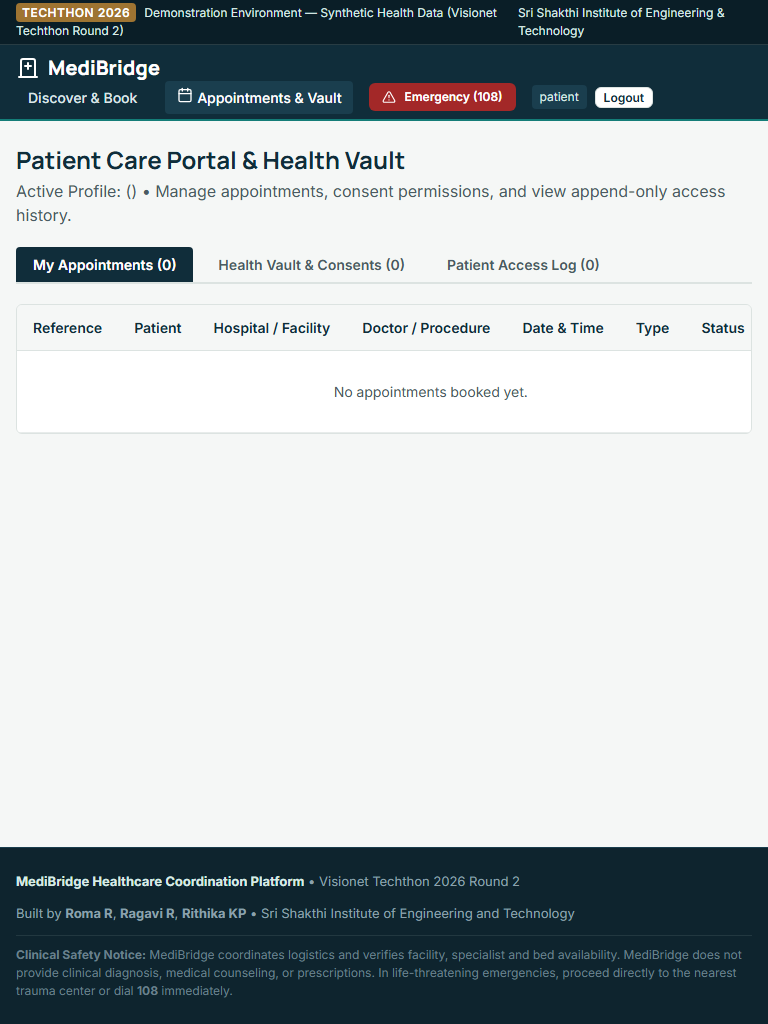 TECHTHON 2026 Demonstration Environment — Synthetic Health Data (Visionet Techthon Round 2)
Sri Shakthi Institute of Engineering & Technology
MediBridge
Discover & Book
Appointments & Vault
Emergency (108)
patient
Logout
Patient Care Portal & Health Vault
Active Profile: () • Manage appointments, consent permissions, and view append-only access
history.
My Appointments (0)
Health Vault & Consents (0)
Patient Access Log (0)
Reference Patient Hospital / Facility Doctor / Procedure Date & Time Type Status
No appointments booked yet.
MediBridge Healthcare Coordination Platform • Visionet Techthon 2026 Round 2
Built by Roma R, Ragavi R, Rithika KP • Sri Shakthi Institute of Engineering and Technology
Clinical Safety Notice: MediBridge coordinates logistics and verifies facility, specialist and bed availability. MediBridge does not
provide clinical diagnosis, medical counseling, or prescriptions. In life-threatening emergencies, proceed directly to the nearest
trauma center or dial 108 immediately.